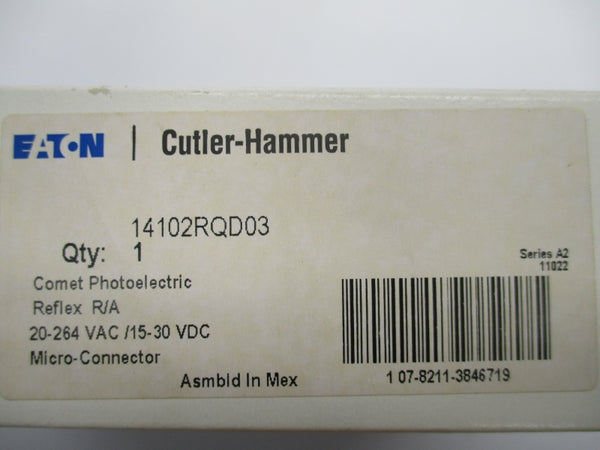 EATON | Cutler-Hammer
14102RQD03
Qty: 1
Series A2
11022
Comet Photoelectric
Reflex R/A
20-264 VAC /15-30 VDC
Micro-Connector
Asmbld In Mex
1 07-8211-3846719